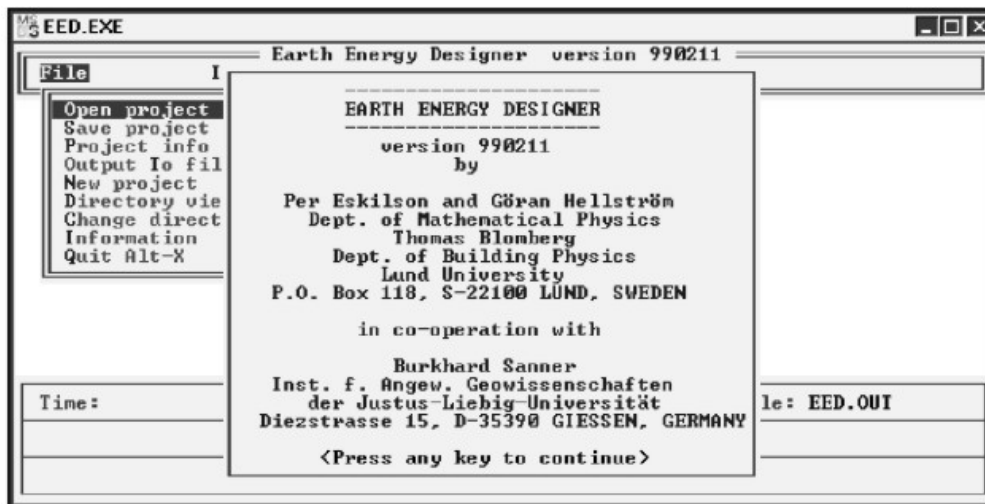 MS EED.EXE
Earth Energy Designer version 990211
File I
Open project
Save project
Project info
Output Io fil
New project
Directory vie
Change direct
Information
Quit Alt-X
EARTH ENERGY DESIGNER
version 990211
by
Per Eskilson and Göran Hellström
Dept. of Mathematical Physics
Thomas Blomberg
Dept. of Building Physics
Lund University
P.O. Box 118, S-22100 LUND, SWEDEN
in co-operation with
Burkhard Sanner
Inst. f. Angew. Geowissenschaften
der Justus-Liebig-Universität
Diezstrasse 15, D-35390 GIESSEN, GERMANY
<Press any key to continue>
Time: le: EED.OUT